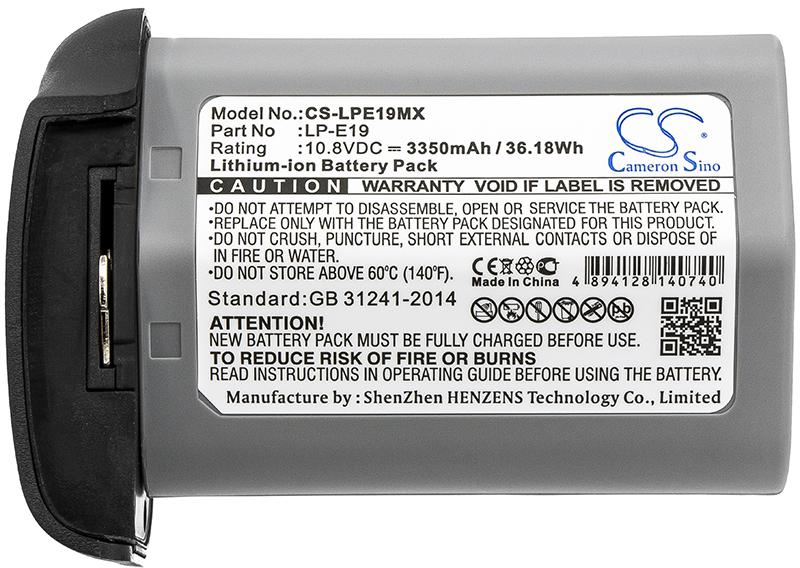 Model No.:CS-LPE19MX
Part No :LP-E19
Rating :10.8VDC ⎓ 3350mAh / 36.18Wh
Lithium-ion Battery Pack
CS
Cameron Sino
CAUTION WARRANTY VOID IF LABEL IS REMOVED
•DO NOT ATTEMPT TO DISASSEMBLE, OPEN OR SERVICE THE BATTERY PACK.
•REPLACE ONLY WITH THE BATTERY PACK DESIGNATED FOR THIS PRODUCT.
•DO NOT CRUSH, PUNCTURE, SHORT EXTERNAL CONTACTS OR DISPOSE OF
IN FIRE OR WATER.
•DO NOT STORE ABOVE 60℃ (140℉).
CE
Made In China
4 894128 140740
Standard:GB 31241-2014
Pb
ATTENTION!
NEW BATTERY PACK MUST BE FULLY CHARGED BEFORE USE.
TO REDUCE RISK OF FIRE OR BURNS
READ INSTRUCTIONS IN OPERATING GUIDE BEFORE USING THIS BATTERY PACK.
Manufacture by : ShenZhen HENZENS Technology Co., Limited